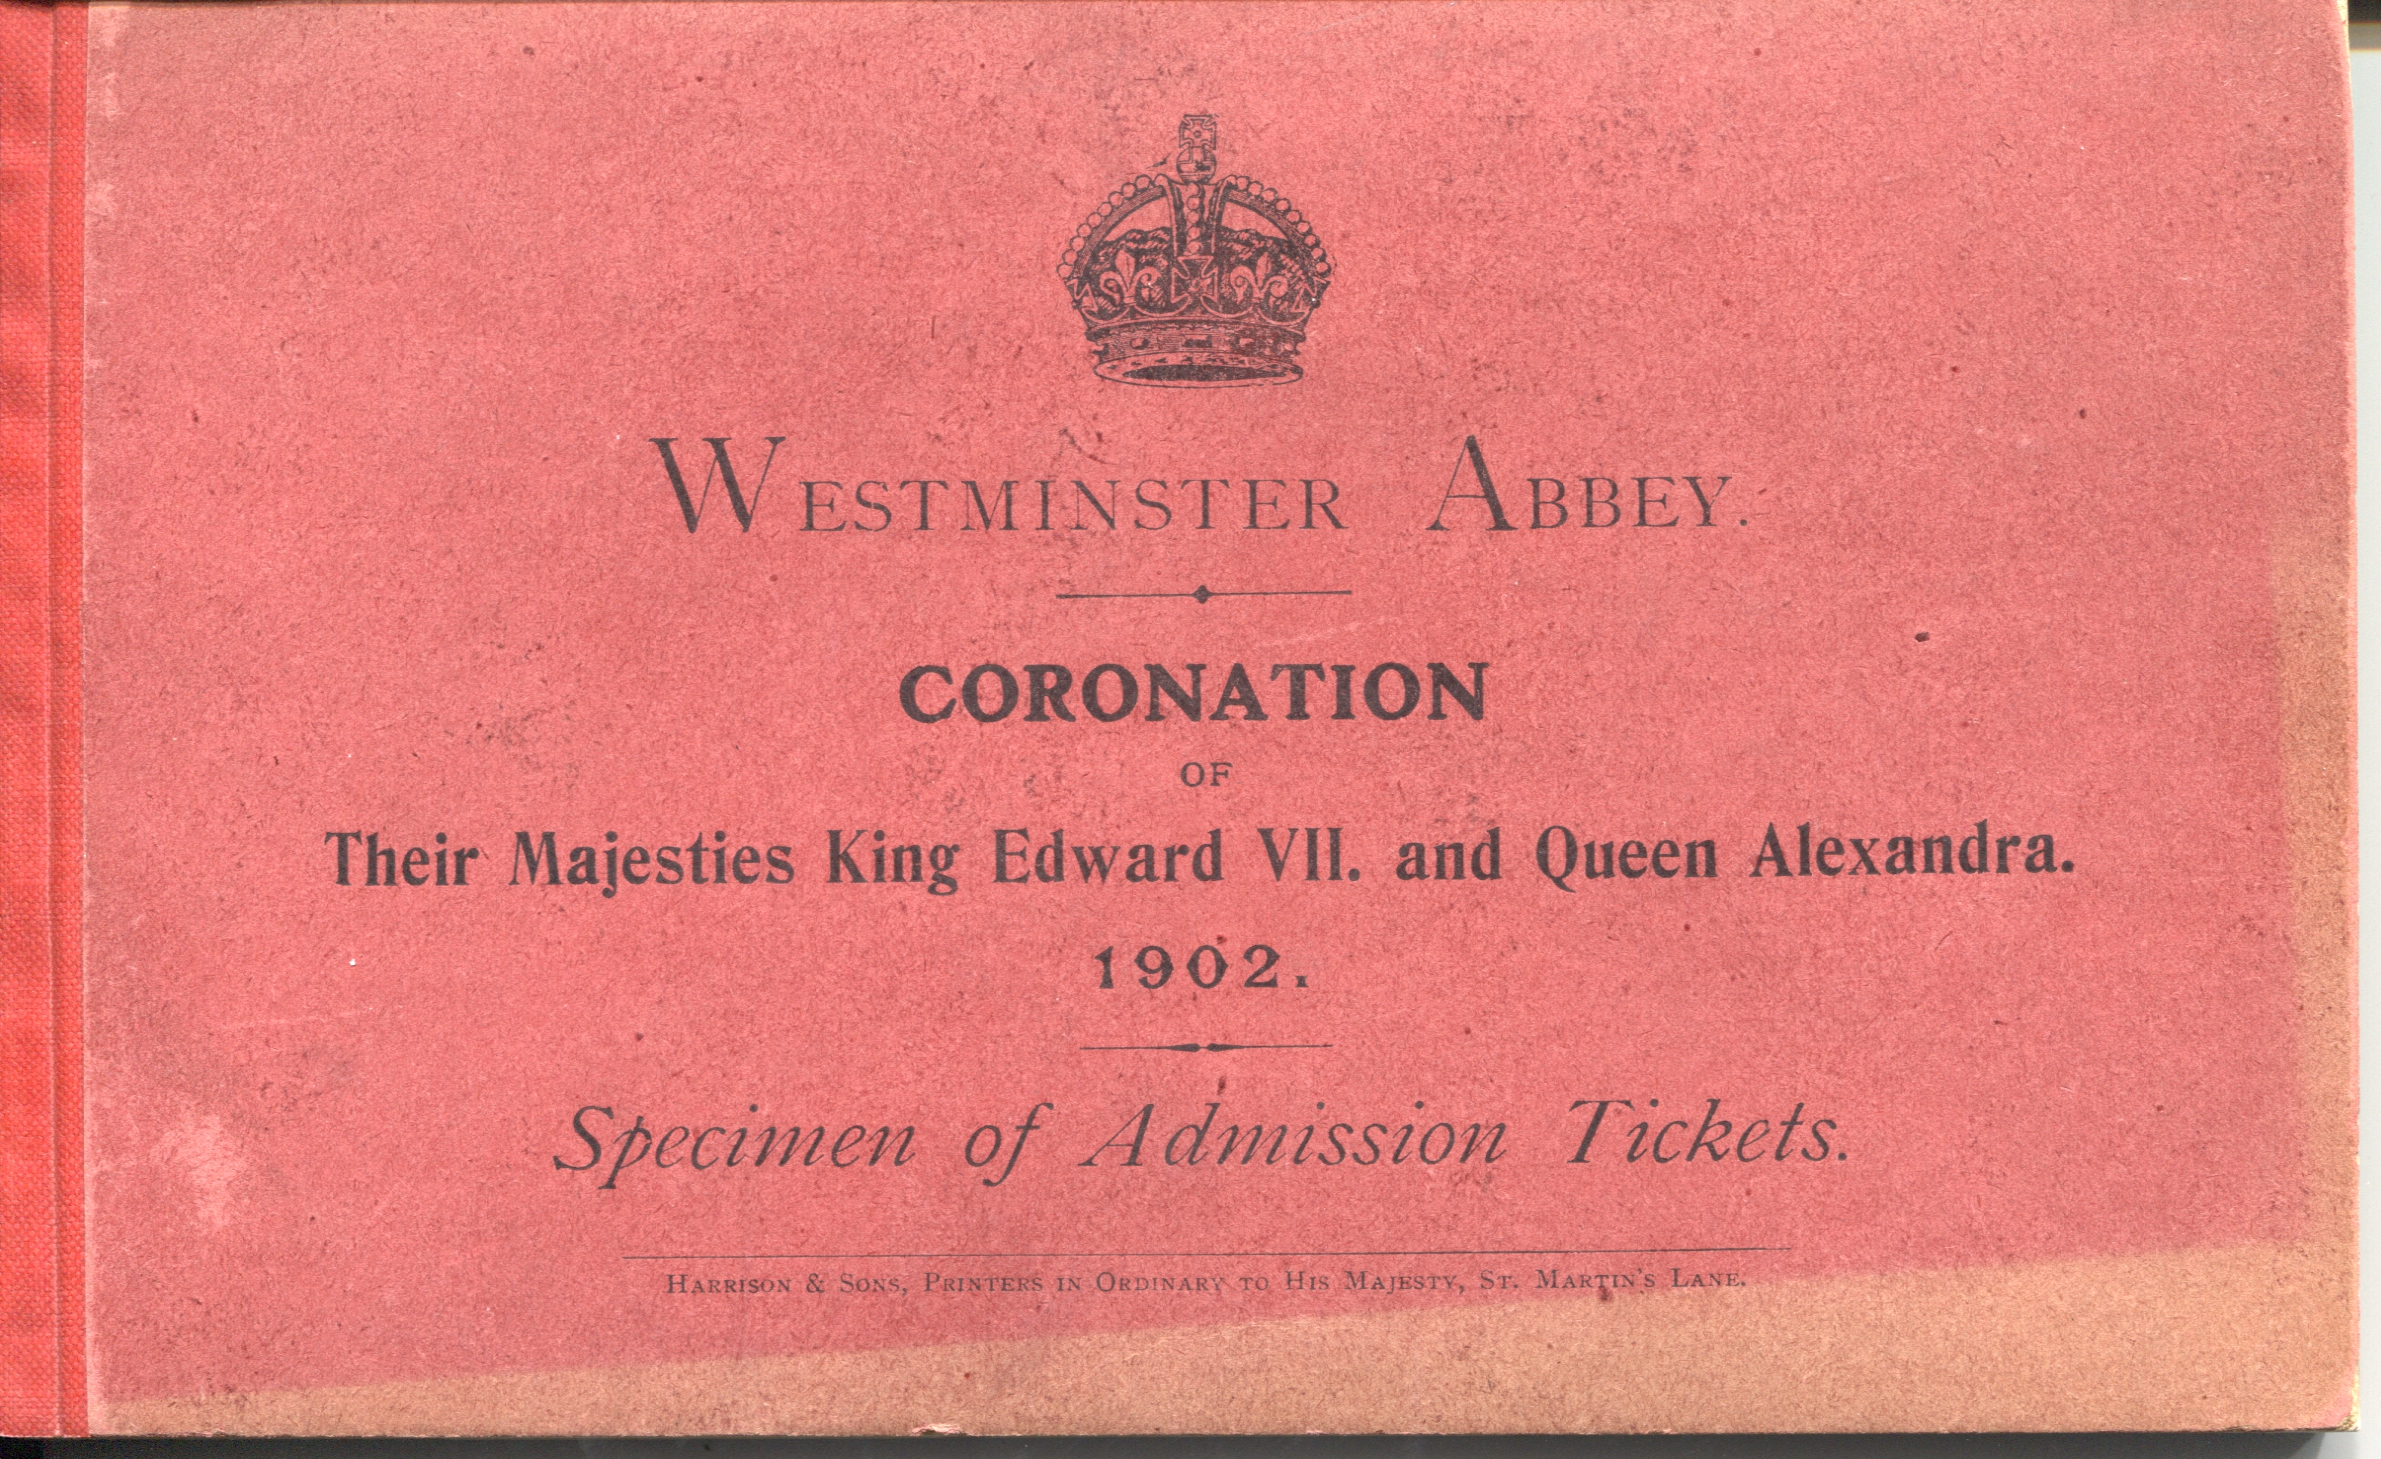 WESTMINSTER ABBEY.
CORONATION
OF
Their Majesties King Edward VII. and Queen Alexandra.
1902.
Specimen of Admission Tickets.
HARRISON & SONS, PRINTERS IN ORDINARY TO HIS MAJESTY, ST. MARTIN'S LANE.